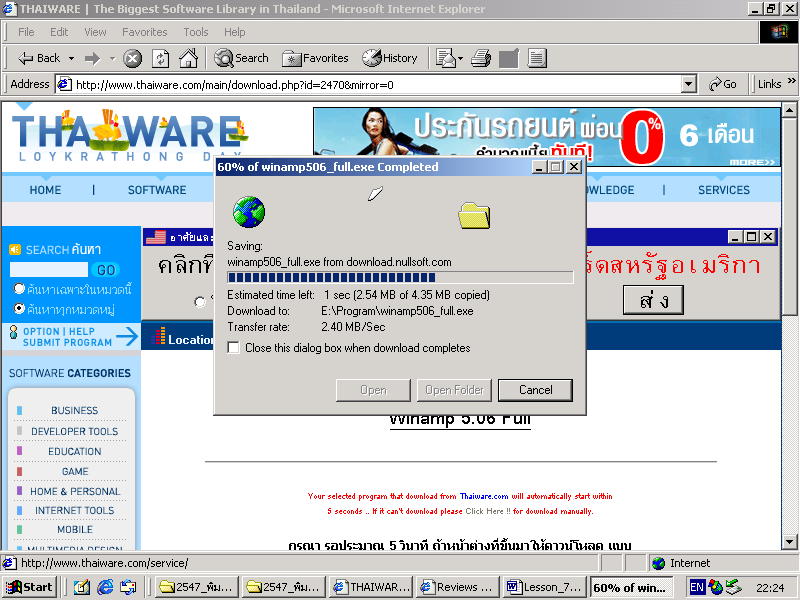 THAIWARE | The Biggest Software Library in Thailand - Microsoft Internet Explorer
File Edit View Favorites Tools Help
Back Search Favorites History
Address http://www.thaiware.com/main/download.php?id=2470&mirror=0 Go Links »
THAIWARE
LOYKRATHONG DAY
ประกันรถยนต์ ผ่อน 0% 6 เดือน
ทันที!
MORE>>
HOME | SOFTWARE
| SERVICES
60% of winamp506_full.exe Completed
Saving:
winamp506_full.exe from download.nullsoft.com
Estimated time left: 1 sec (2.54 MB of 4.35 MB copied)
Download to: E:\Program\winamp506_full.exe
Transfer rate: 2.40 MB/Sec
Close this dialog box when download completes
Open Open Folder Cancel
SEARCH ค้นหา
GO
ค้นหาเฉพาะในหมวดนี้
ค้นหาทุกหมวดหมู่
OPTION | HELP
SUBMIT PROGRAM
อาศัยและ
คลิกที่
ร์ดสหรัฐอเมริกา
ส่ง
Location
SOFTWARE CATEGORIES
BUSINESS
DEVELOPER TOOLS
EDUCATION
GAME
HOME & PERSONAL
INTERNET TOOLS
MOBILE
MULTIMEDIA DESIGN
Winamp 5.06 Full
Your selected program that download from Thaiware.com will automatically start within
5 seconds .. If it can't download please Click Here !! for download manually.
กรุณา รอประมาณ 5 วินาที ถ้าหน้าต่างที่ขึ้นมาให้ดาวน์โหลด แบบ
http://www.thaiware.com/service/ Internet
Start 2547_พิม... 2547_พิม... THAIWAR... Reviews ... Lesson_7... 60% of win... EN 22:24